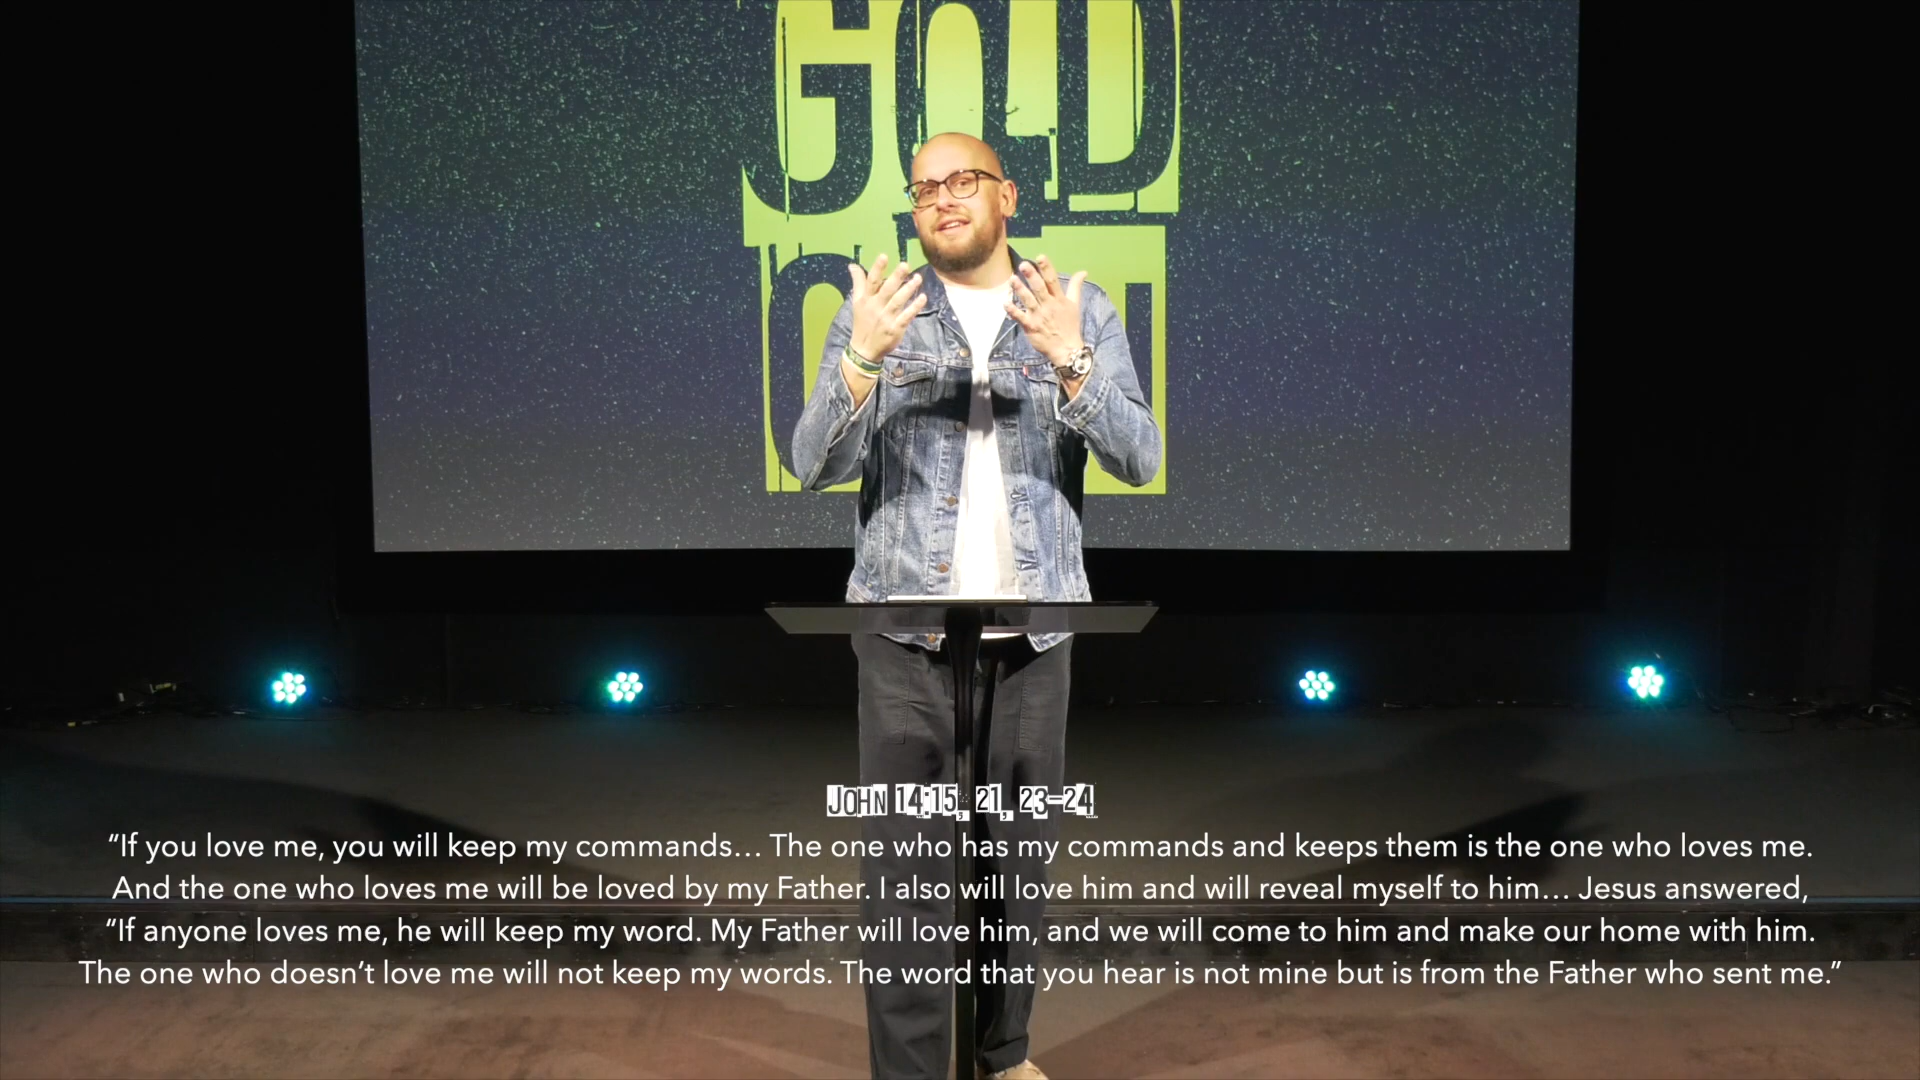 GOLD
JOHN 14:15, 21, 23-24
“If you love me, you will keep my commands… The one who has my commands and keeps them is the one who loves me.
And the one who loves me will be loved by my Father. I also will love him and will reveal myself to him… Jesus answered,
“If anyone loves me, he will keep my word. My Father will love him, and we will come to him and make our home with him.
The one who doesn’t love me will not keep my words. The word that you hear is not mine but is from the Father who sent me.”